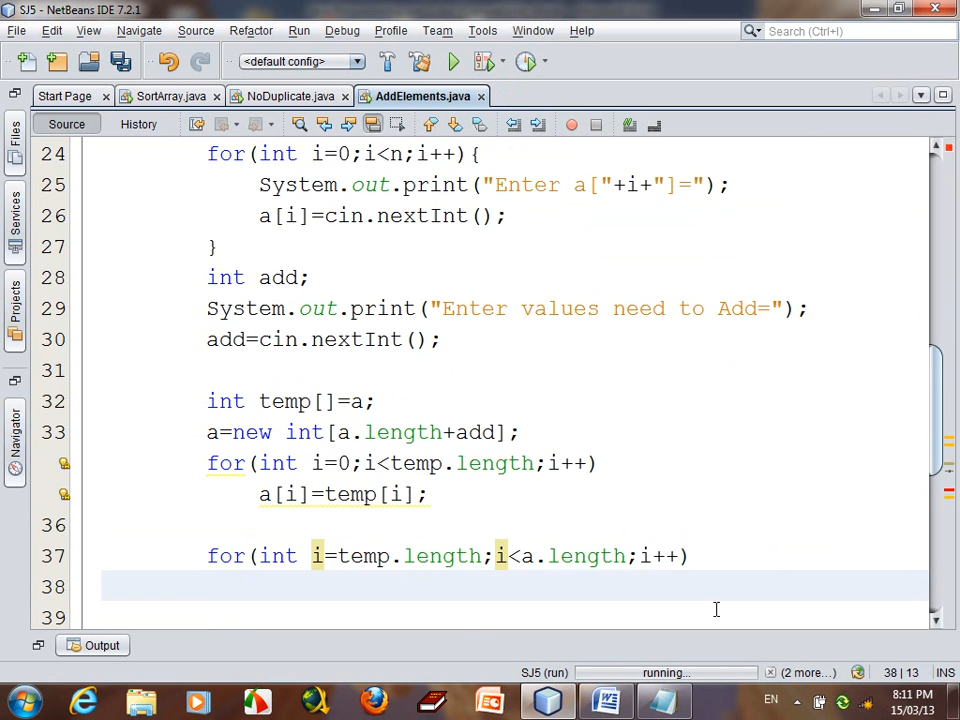 SJ5 - NetBeans IDE 7.2.1
File Edit View Navigate Source Refactor Run Debug Profile Team Tools Window Help
Search (Ctrl+I)
<default config>
Start Page SortArray.java NoDuplicate.java AddElements.java
Source History
Files
Services
Projects
Navigator
24 for(int i=0;i<n;i++){
25 System.out.print("Enter a["+i+"]=");
26 a[i]=cin.nextInt();
27 }
28 int add;
29 System.out.print("Enter values need to Add=");
30 add=cin.nextInt();
31
32 int temp[]=a;
33 a=new int[a.length+add];
for(int i=0;i<temp.length;i++)
a[i]=temp[i];
36
37 for(int i=temp.length;i<a.length;i++)
38
39
Output
SJ5 (run) running... (2 more...) 38 | 13 INS
EN 8:11 PM
15/03/13